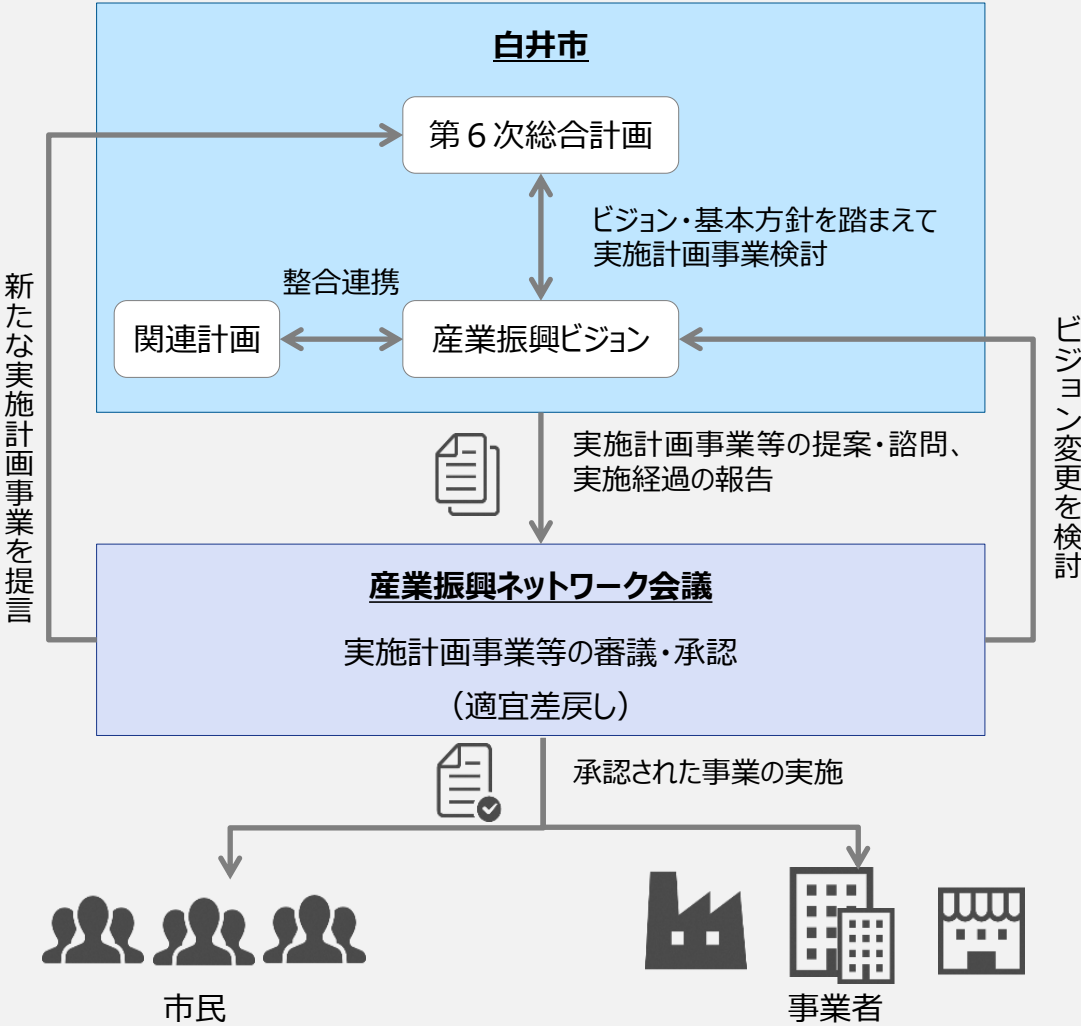 白井市
第6次総合計画
ビジョン・基本方針を踏まえて
実施計画事業検討
整合連携
関連計画
産業振興ビジョン
新たな実施計画事業を提言
ビジョン変更を検討
実施計画事業等の提案・諮問、
実施経過の報告
産業振興ネットワーク会議
実施計画事業等の審議・承認
（適宜差戻し）
承認された事業の実施
市民
事業者